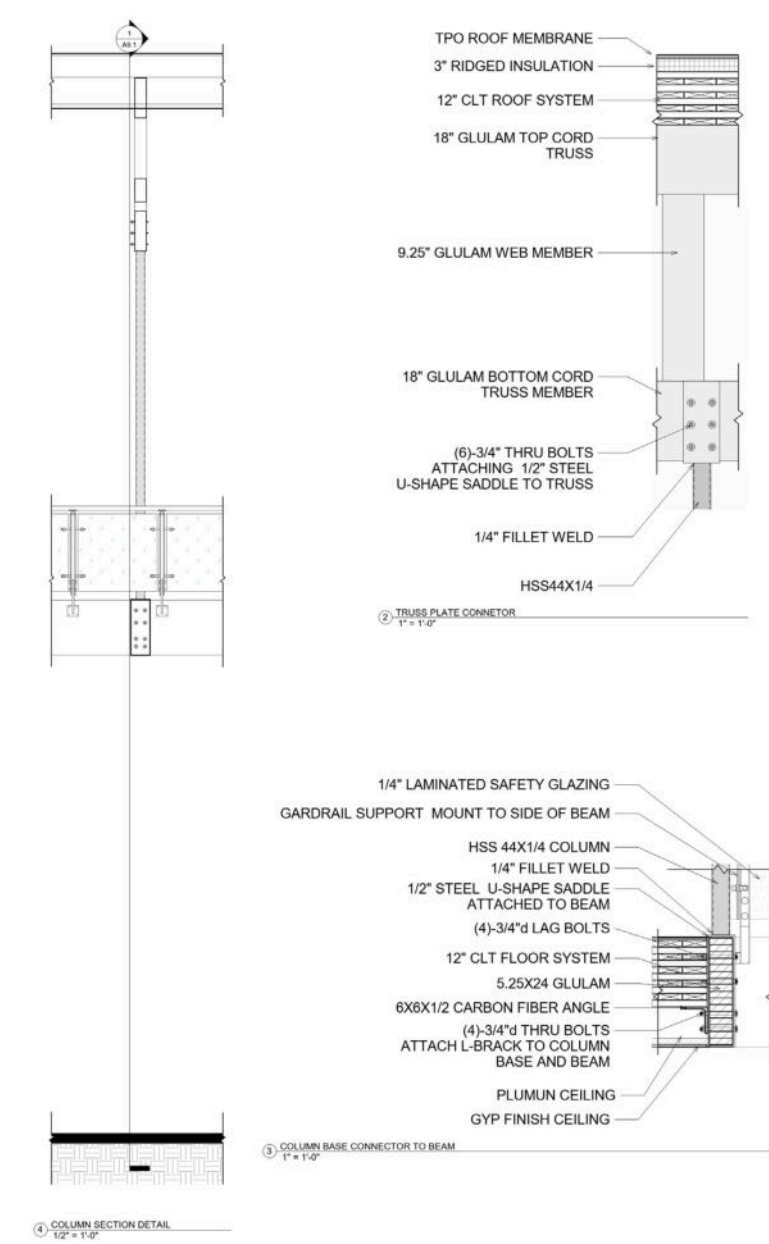 1
A9.1
TPO ROOF MEMBRANE
3" RIDGED INSULATION
12" CLT ROOF SYSTEM
18" GLULAM TOP CORD
TRUSS
9.25" GLULAM WEB MEMBER
18" GLULAM BOTTOM CORD
TRUSS MEMBER
(6)-3/4" THRU BOLTS
ATTACHING 1/2" STEEL
U-SHAPE SADDLE TO TRUSS
1/4" FILLET WELD
HSS44X1/4
2 TRUSS PLATE CONNETOR
1" = 1'-0"
1/4" LAMINATED SAFETY GLAZING
GARDRAIL SUPPORT MOUNT TO SIDE OF BEAM
HSS 44X1/4 COLUMN
1/4" FILLET WELD
1/2" STEEL U-SHAPE SADDLE
ATTACHED TO BEAM
(4)-3/4"d LAG BOLTS
12" CLT FLOOR SYSTEM
5.25X24 GLULAM
6X6X1/2 CARBON FIBER ANGLE
(4)-3/4"d THRU BOLTS
ATTACH L-BRACK TO COLUMN
BASE AND BEAM
PLUMUN CEILING
GYP FINISH CEILING
3 COLUMN BASE CONNECTOR TO BEAM
1" = 1'-0"
4 COLUMN SECTION DETAIL
1/2" = 1'-0"